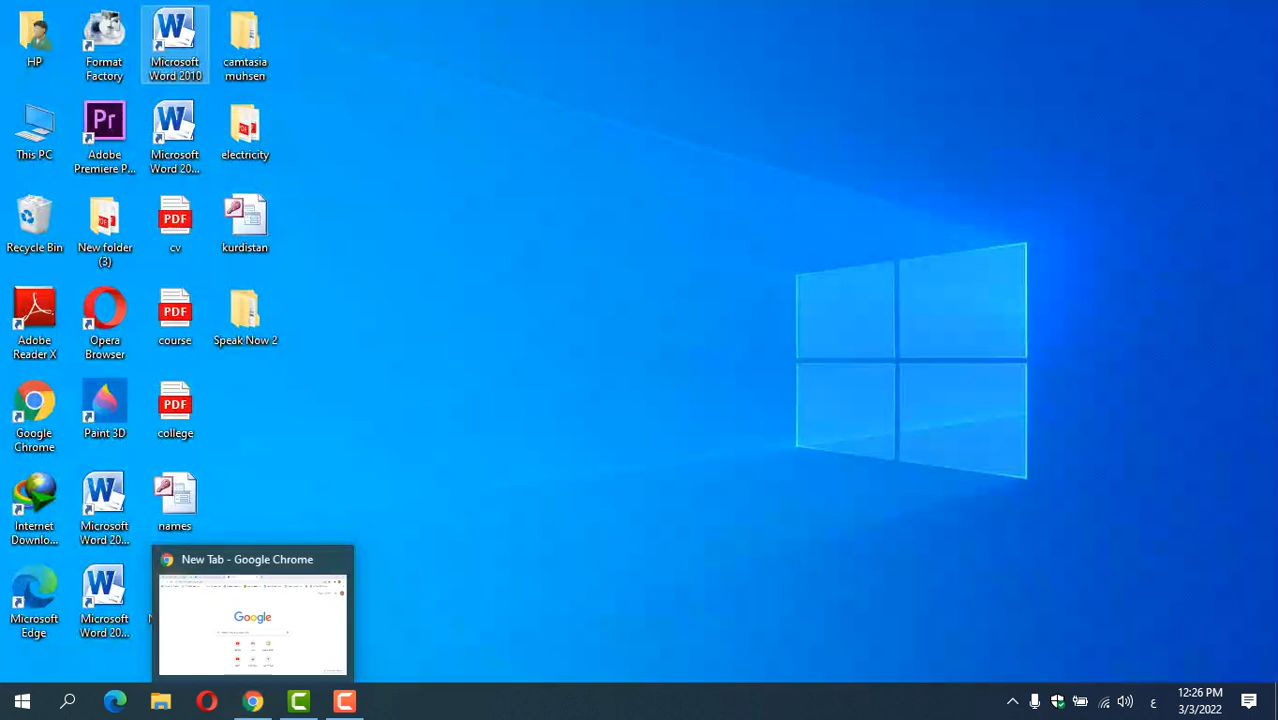 HP
Format
Factory
Microsoft
Word 2010
camtasia
muhsen
This PC
Adobe
Premiere P...
Microsoft
Word 20...
electricity
Recycle Bin
New folder
(3)
cv
kurdistan
Adobe
Reader X
Opera
Browser
course
Speak Now 2
Google
Chrome
Paint 3D
college
Internet
Downlo...
Microsoft
Word 20...
names
Microsoft
Edge
Microsoft
Word 20...
New Tab - Google Chrome
Google
ع
12:26 PM
3/3/2022